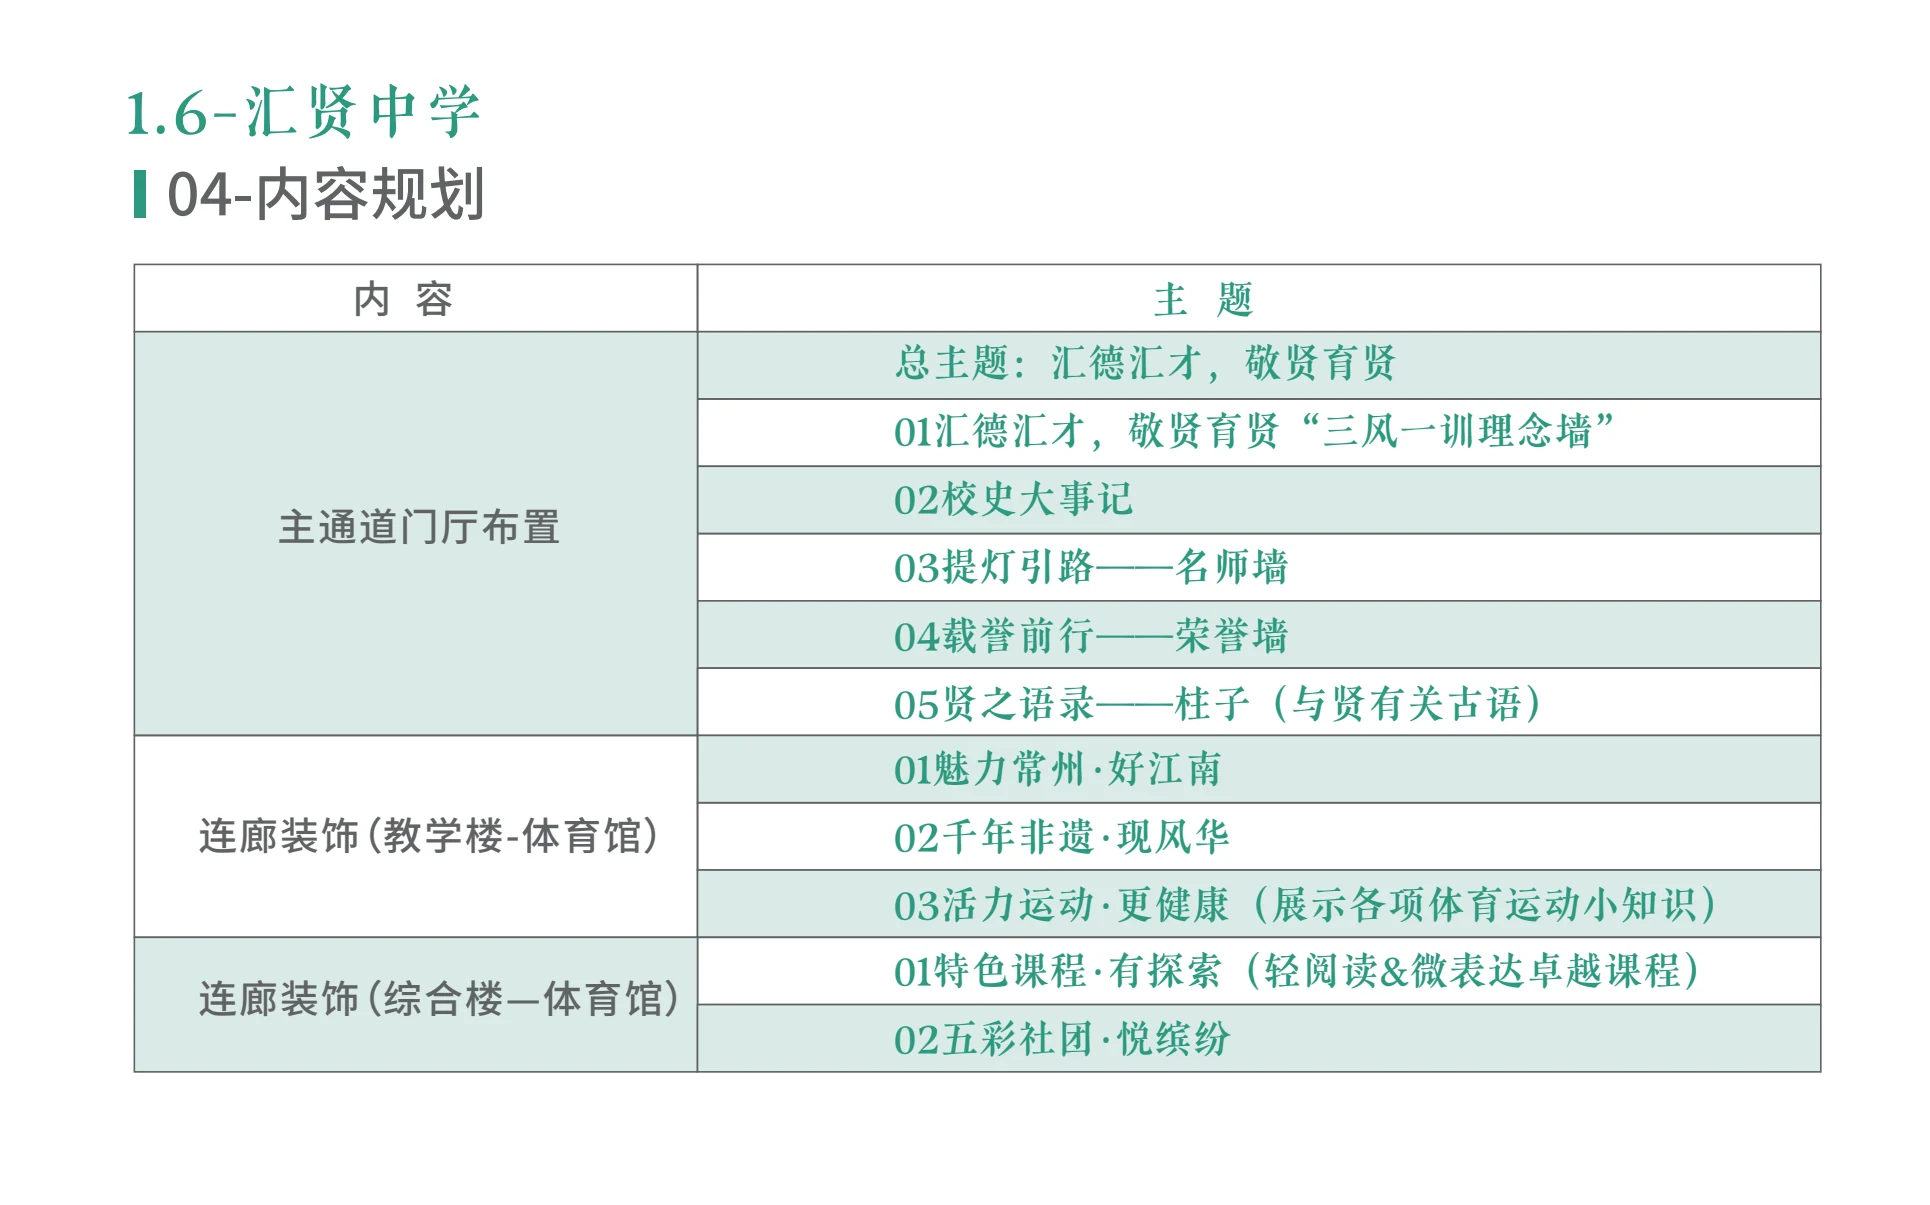 1.6-汇贤中学
04-内容规划
内 容
主 题
主通道门厅布置
总主题：汇德汇才，敬贤育贤
01汇德汇才，敬贤育贤“三风一训理念墙”
02校史大事记
03提灯引路——名师墙
04载誉前行——荣誉墙
05贤之语录——柱子（与贤有关古语）
连廊装饰（教学楼-体育馆）
01魅力常州·好江南
02千年非遗·现风华
03活力运动·更健康（展示各项体育运动小知识）
连廊装饰（综合楼—体育馆）
01特色课程·有探索（轻阅读&微表达卓越课程）
02五彩社团·悦缤纷